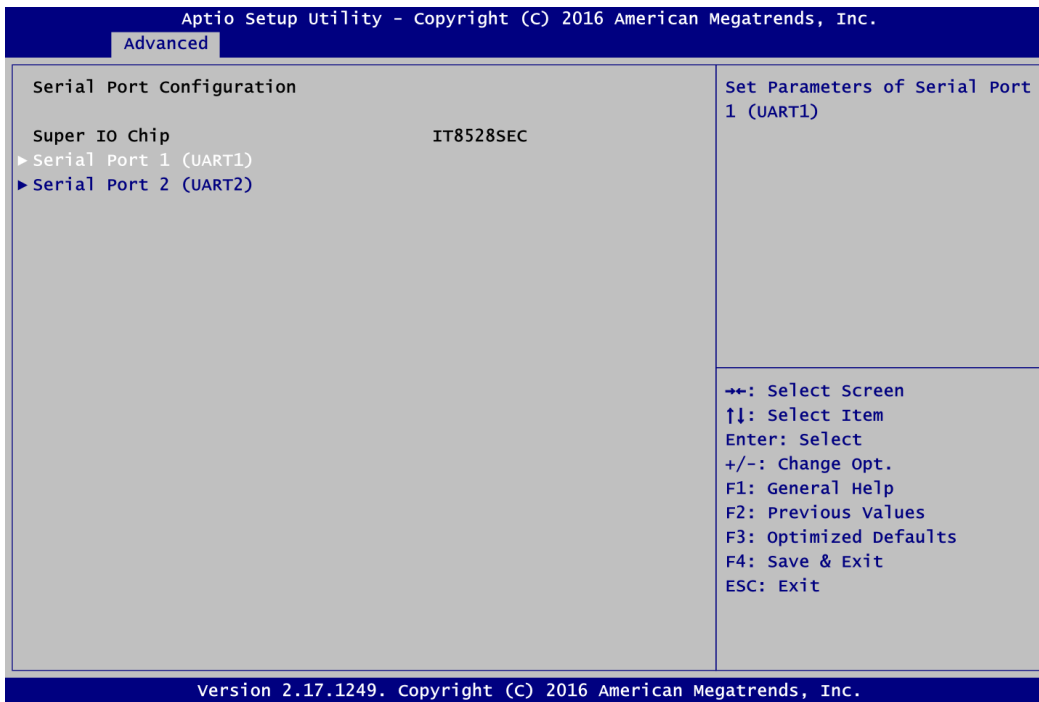 Aptio Setup Utility - Copyright (C) 2016 American Megatrends, Inc.
Advanced
Serial Port Configuration
Super IO Chip IT8528SEC
▶ Serial Port 1 (UART1)
▶ Serial Port 2 (UART2)
Set Parameters of Serial Port
1 (UART1)
→←: Select Screen
↑↓: Select Item
Enter: Select
+/-: Change Opt.
F1: General Help
F2: Previous Values
F3: Optimized Defaults
F4: Save & Exit
ESC: Exit
Version 2.17.1249. Copyright (C) 2016 American Megatrends, Inc.